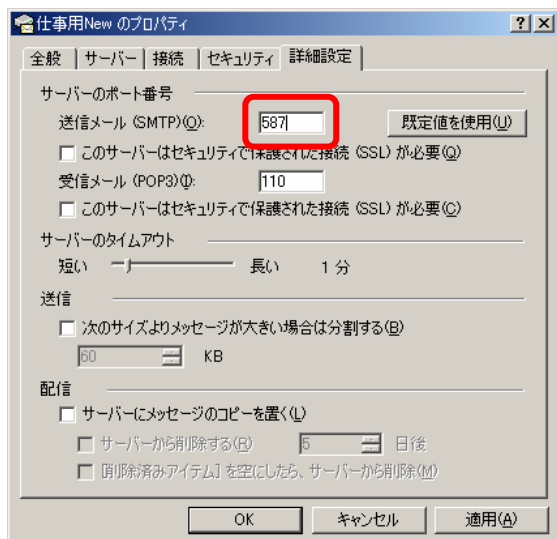 仕事用New のプロパティ
全般 サーバー 接続 セキュリティ 詳細設定
サーバーのポート番号
送信メール (SMTP)(O): 587 既定値を使用(U)
このサーバーはセキュリティで保護された接続 (SSL) が必要(Q)
受信メール (POP3)(I): 110
このサーバーはセキュリティで保護された接続 (SSL) が必要(C)
サーバーのタイムアウト
短い 長い 1 分
送信
次のサイズよりメッセージが大きい場合は分割する(B)
60 KB
配信
サーバーにメッセージのコピーを置く(L)
サーバーから削除する(R) 5 日後
[削除済みアイテム] を空にしたら、サーバーから削除(M)
OK キャンセル 適用(A)